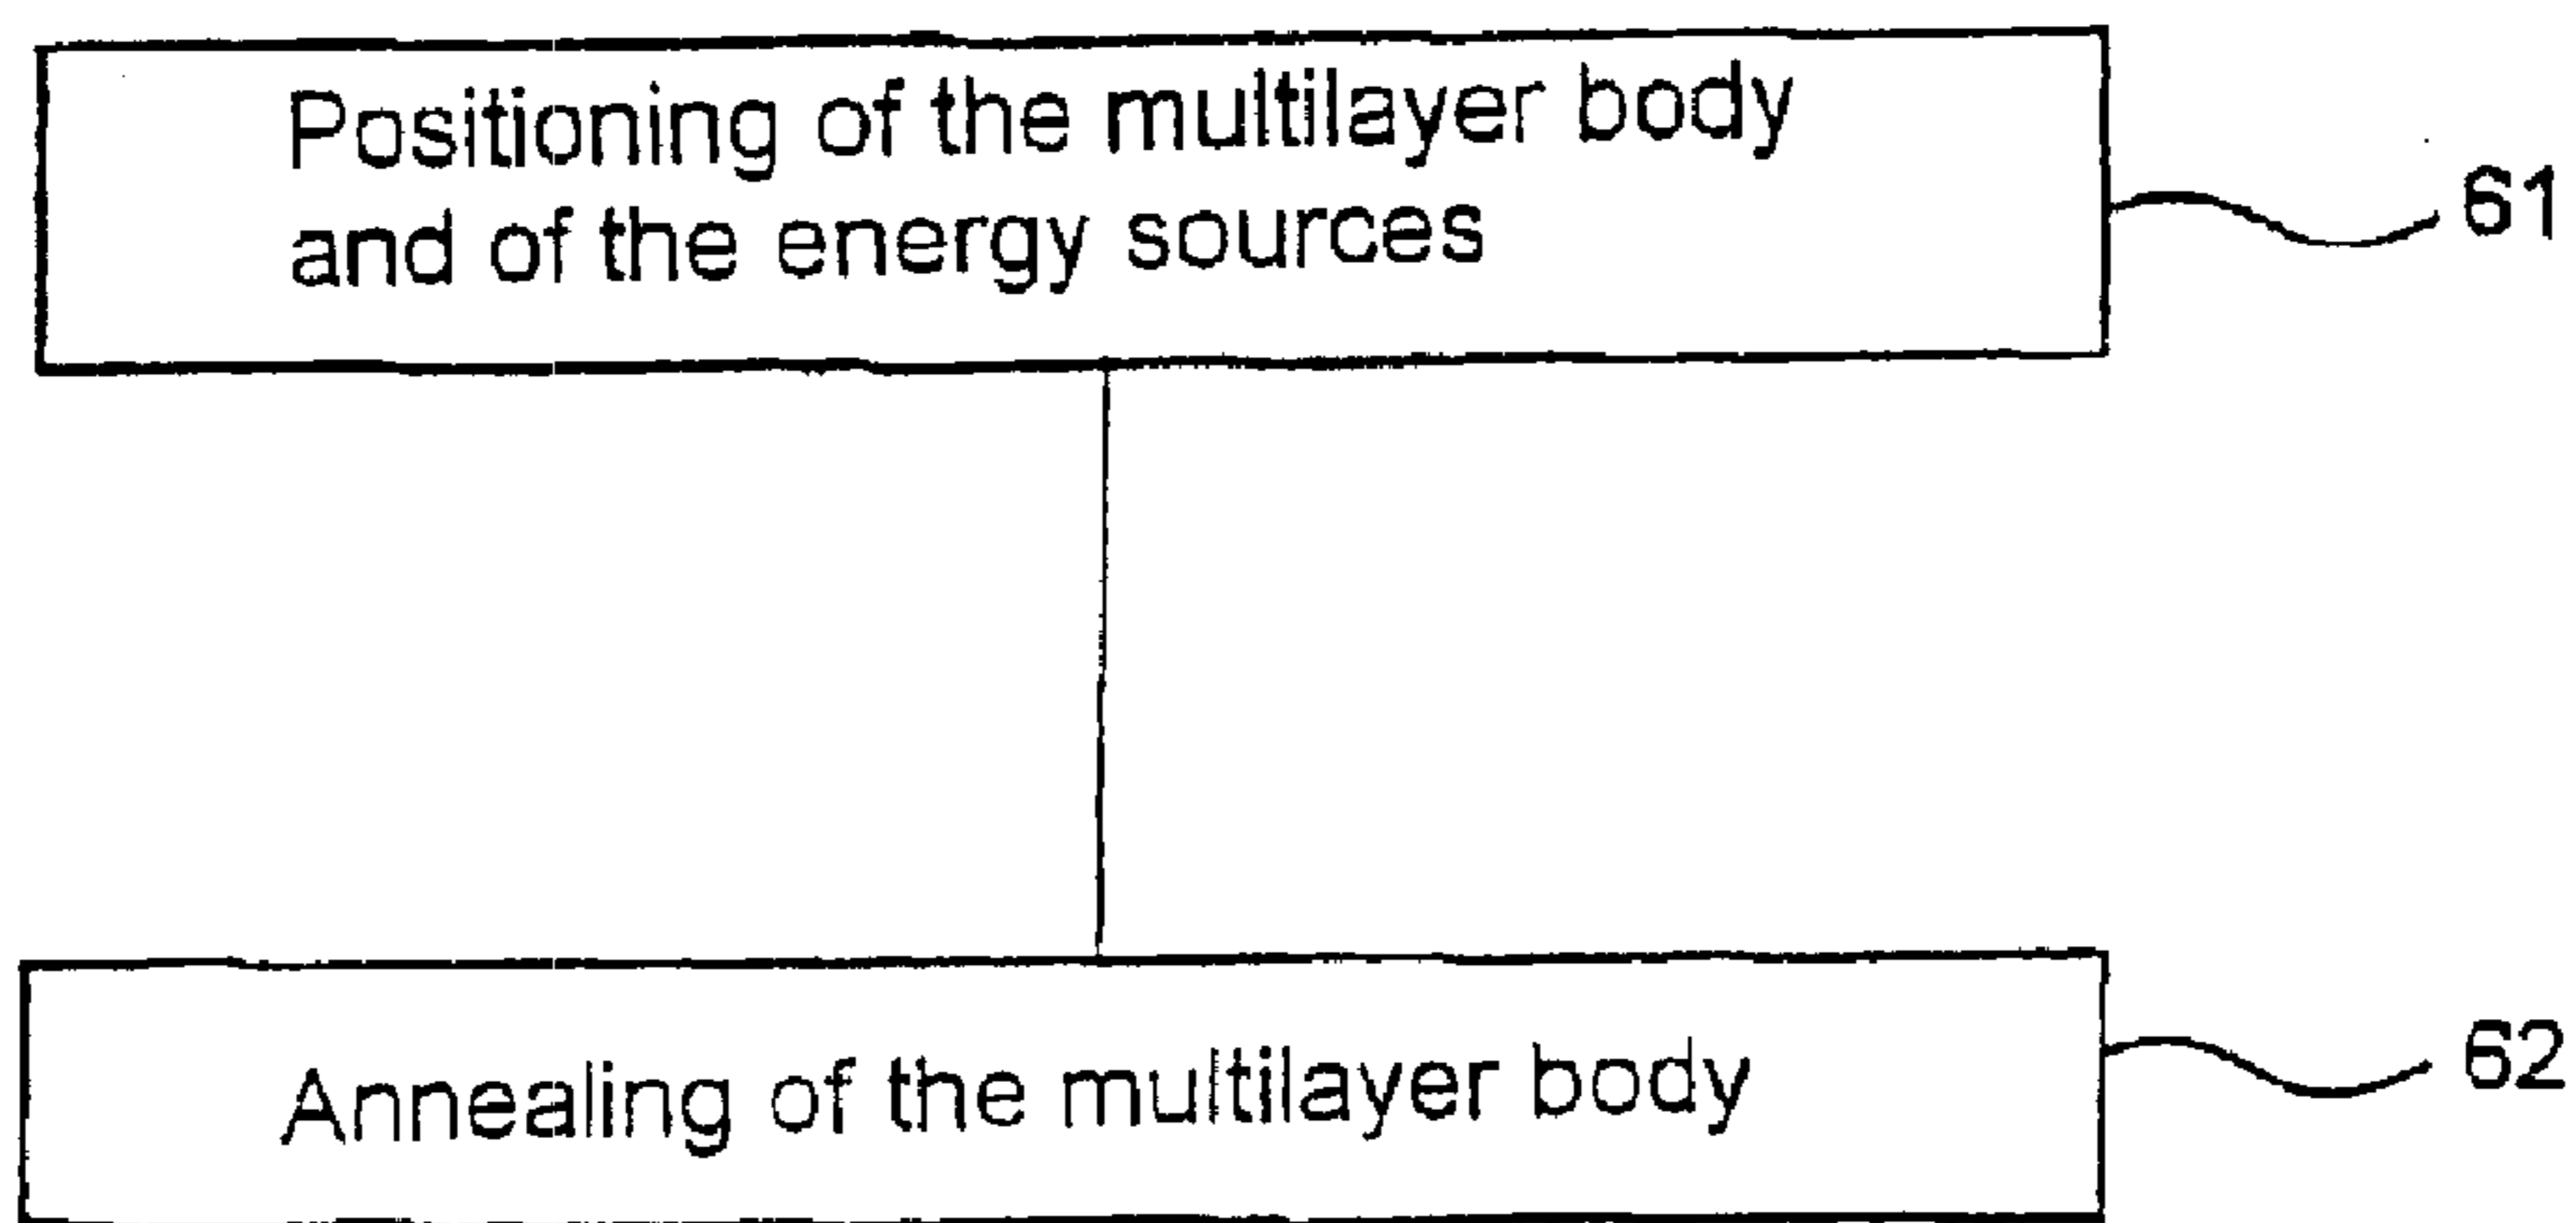 Positioning of the multilayer body
and of the energy sources
61
Annealing of the multilayer body
62